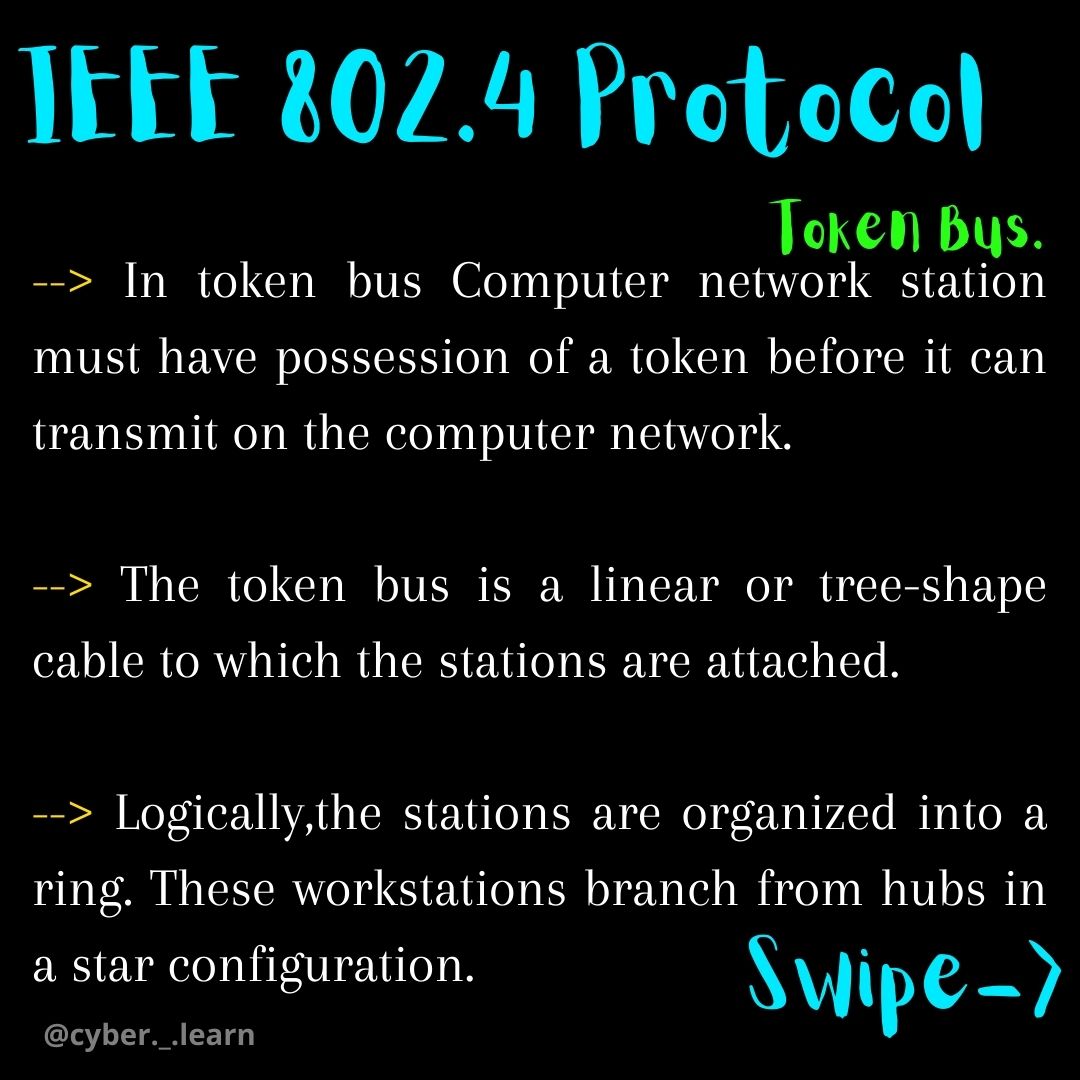 IEEE 802.4 Protocol
Token Bus.
--> In token bus Computer network station
must have possession of a token before it can
transmit on the computer network.
--> The token bus is a linear or tree-shape
cable to which the stations are attached.
--> Logically,the stations are organized into a
ring. These workstations branch from hubs in
a star configuration.
Swipe->
@cyber._.learn